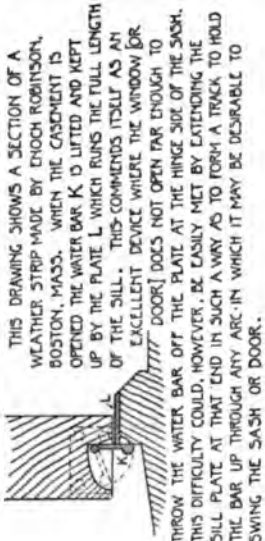 THIS DRAWING SHOWS A SECTION OF A
WEATHER STRIP MADE BY ENOCH ROBINSON,
BOSTON, MASS. WHEN THE CASEMENT IS
OPENED THE WATER BAR K IS LIFTED AND KEPT
UP BY THE PLATE L WHICH RUNS THE FULL LENGTH
OF THE SILL. THIS COMMENDS ITSELF AS AN
EXCELLENT DEVICE WHERE THE WINDOW [OR
DOOR] DOES NOT OPEN FAR ENOUGH TO
THROW THE WATER BAR OFF THE PLATE AT THE HINGE SIDE OF THE SASH.
THIS DIFFICULTY COULD, HOWEVER, BE EASILY MET BY EXTENDING THE
SILL PLATE AT THAT END IN SUCH A WAY AS TO FORM A TRACK TO HOLD
THE BAR UP THROUGH ANY ARC IN WHICH IT MAY BE DESIRABLE TO
SWING THE SASH OR DOOR.
L
K